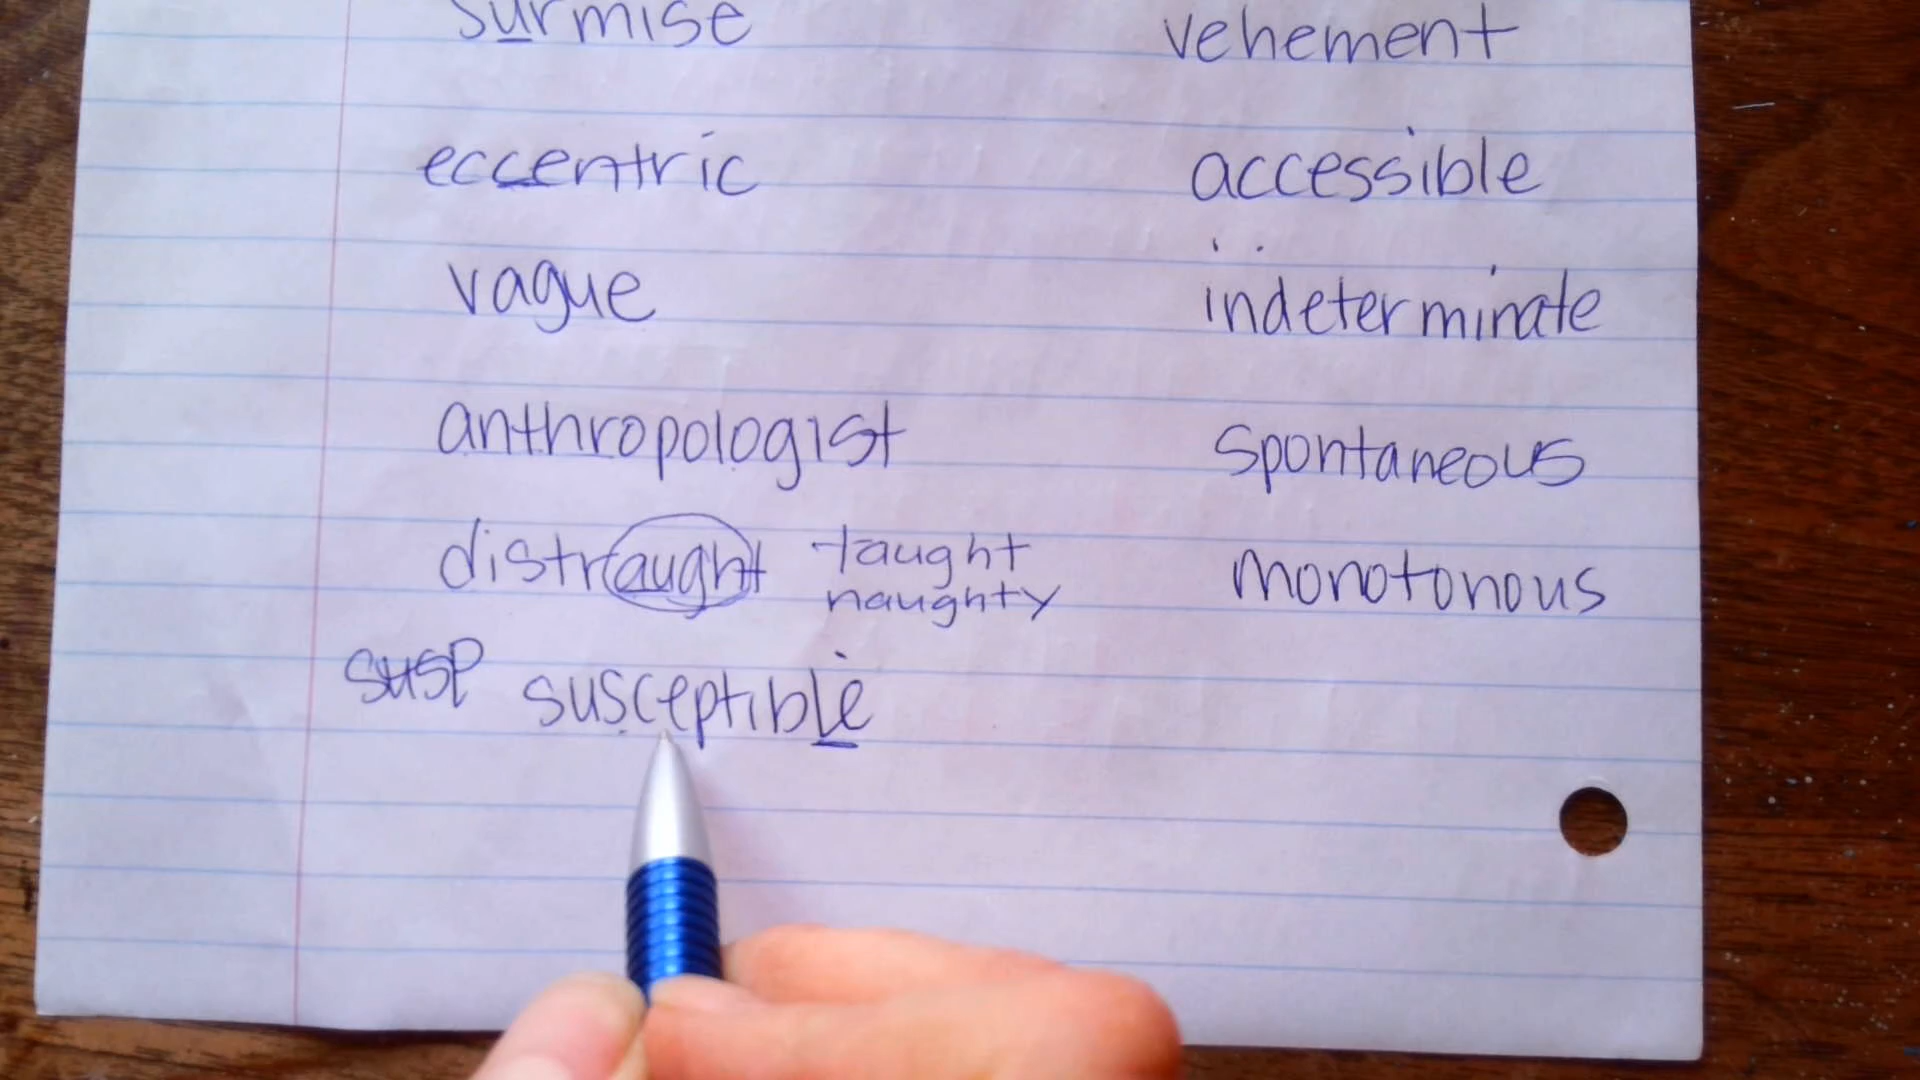 surmise vehement
eccentric accessible
vague indeterminate
anthropologist spontaneous
distraught taught monotonous
naughty
susp susceptible